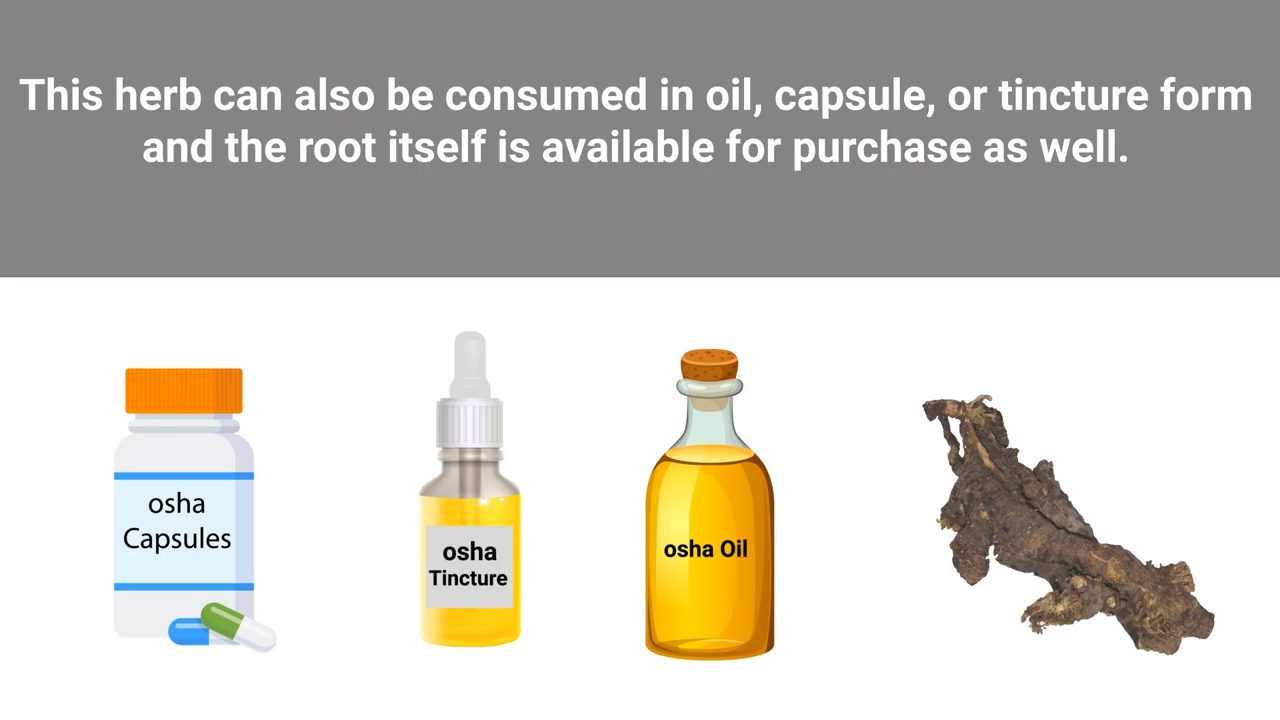 This herb can also be consumed in oil, capsule, or tincture form
and the root itself is available for purchase as well.
osha
Capsules
osha
Tincture
osha Oil